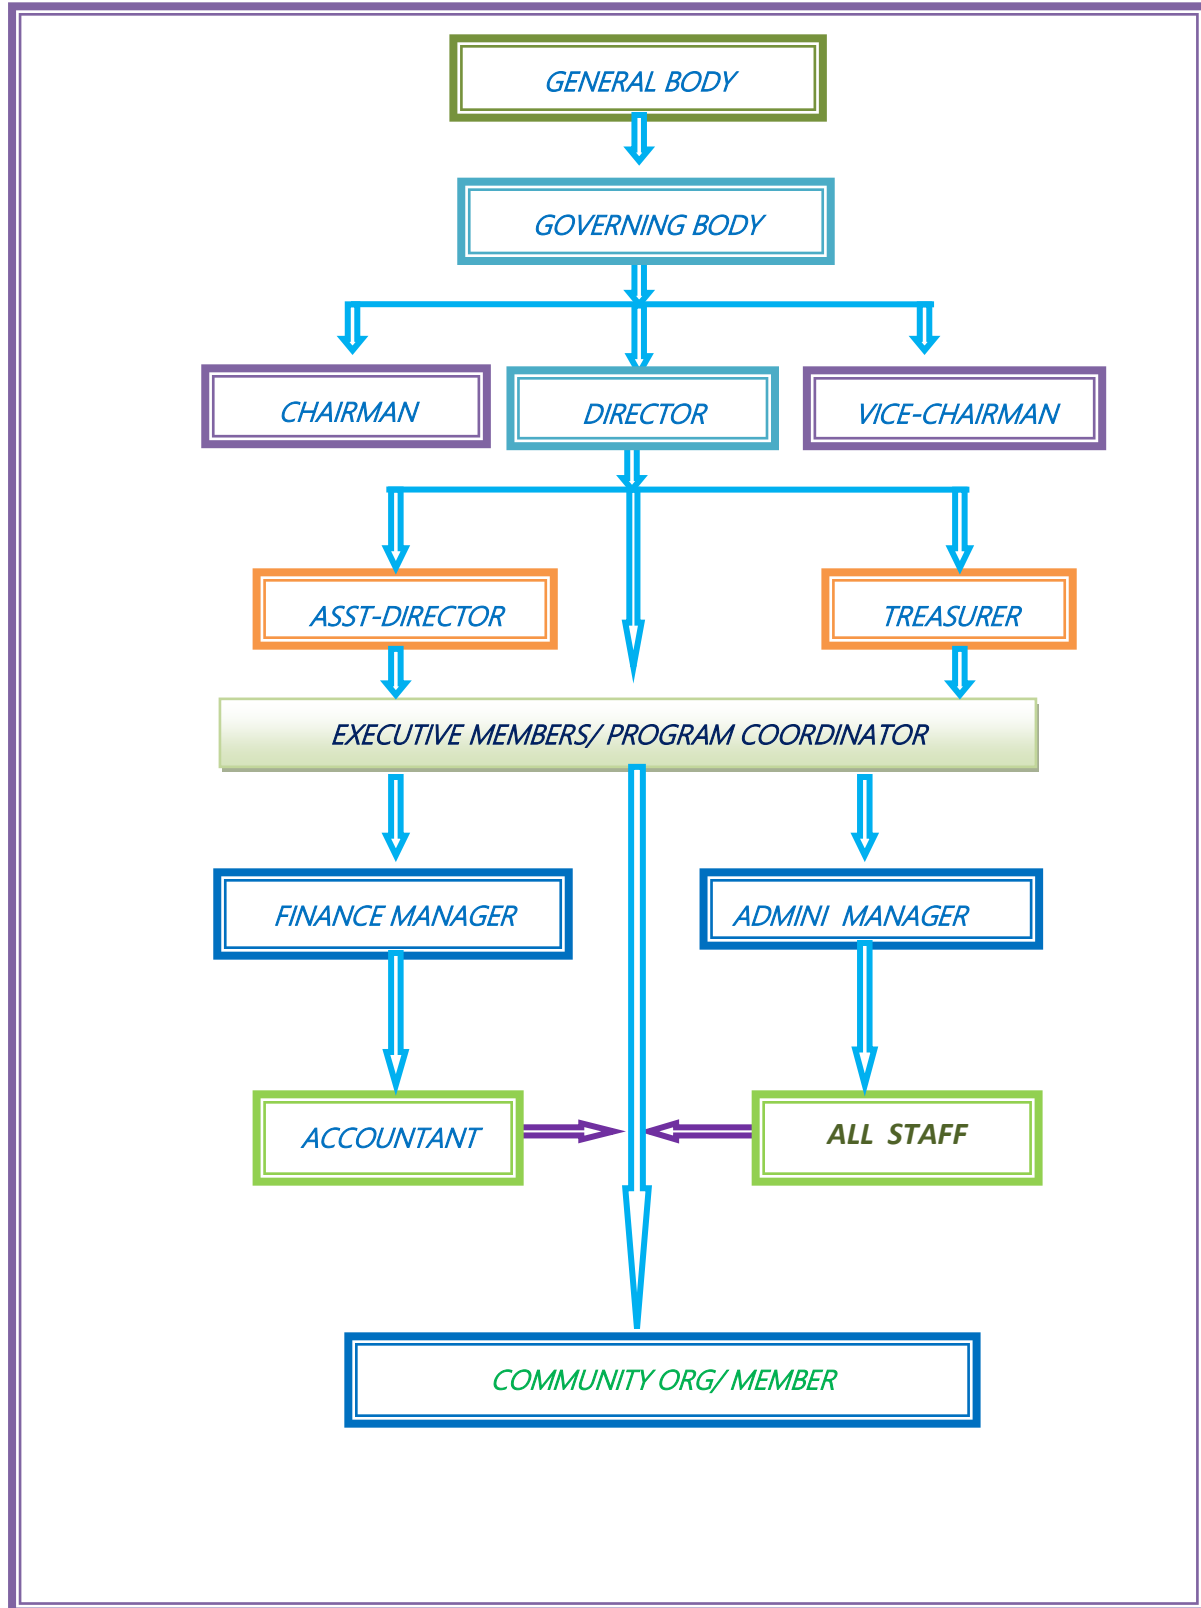 GENERAL BODY
GOVERNING BODY
CHAIRMAN
DIRECTOR
VICE-CHAIRMAN
ASST-DIRECTOR
TREASURER
EXECUTIVE MEMBERS/ PROGRAM COORDINATOR
FINANCE MANAGER
ADMINI MANAGER
ACCOUNTANT
ALL STAFF
COMMUNITY ORG/ MEMBER